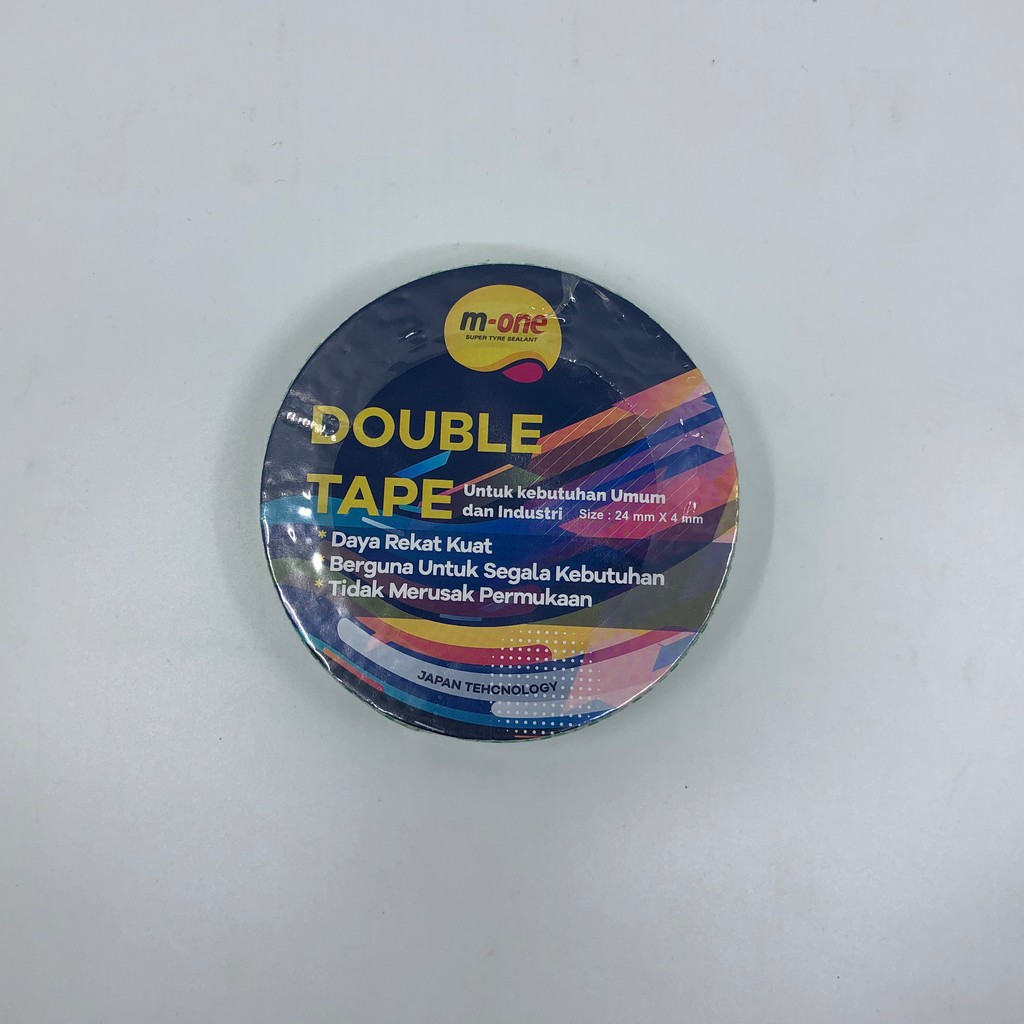 m-one
SUPER TYRE SEALANT
DOUBLE
TAPE
Untuk kebutuhan Umum
dan Industri Size : 24 mm X 4 mm
* Daya Rekat Kuat
* Berguna Untuk Segala Kebutuhan
* Tidak Merusak Permukaan
JAPAN TEHCNOLOGY